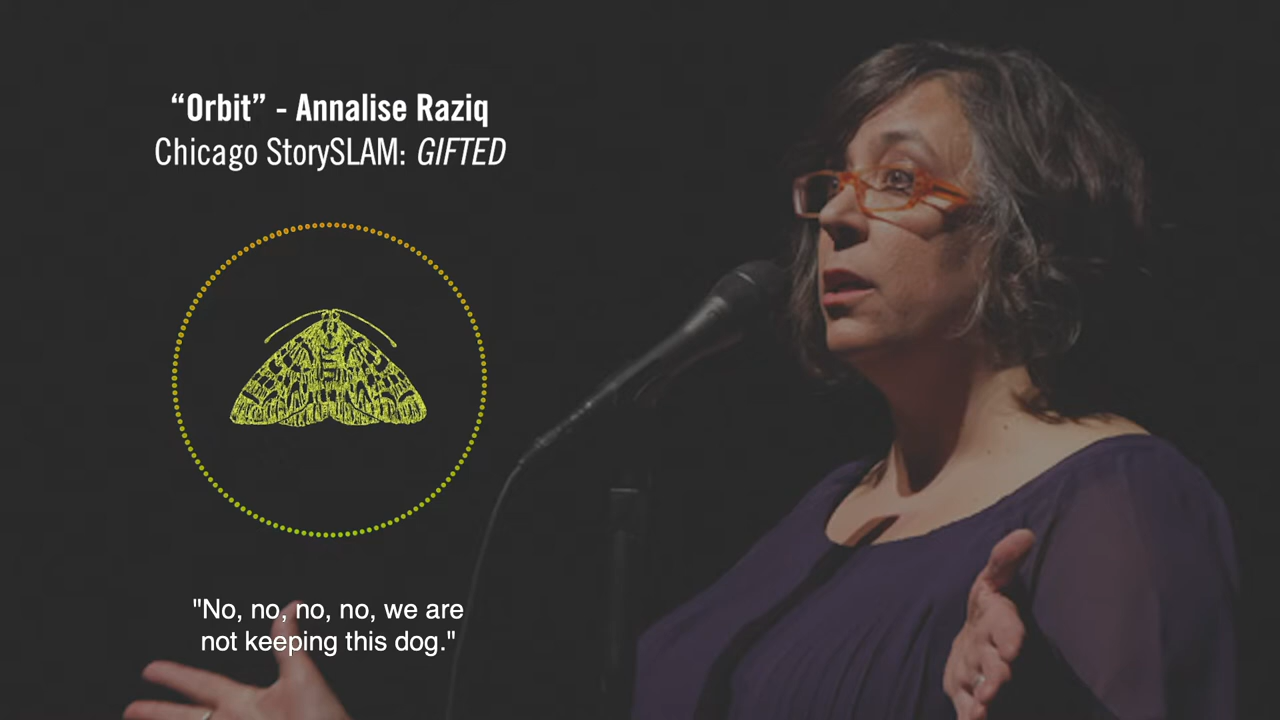 “Orbit” - Annalise Raziq
Chicago StorySLAM: GIFTED
"No, no, no, no, we are
not keeping this dog."